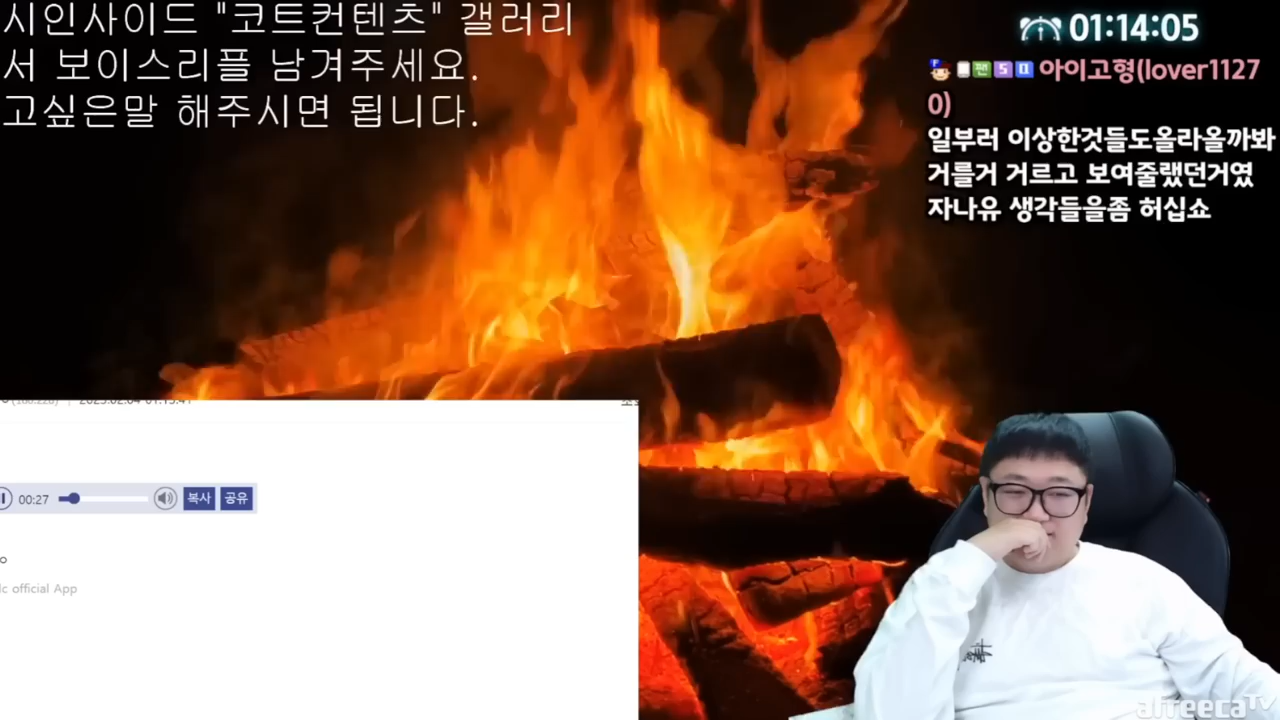 시인사이드 "코트컨텐츠" 갤러리
서 보이스리플 남겨주세요.
고싶은말 해주시면 됩니다.
01:14:05
팬 5 아이고형(lover1127
0)
일부러 이상한것들도올라올까봐
거를거 거르고 보여줄랬던거였
자나유 생각들을좀 허십쇼
00:27 복사 공유
official App
afreecaTV